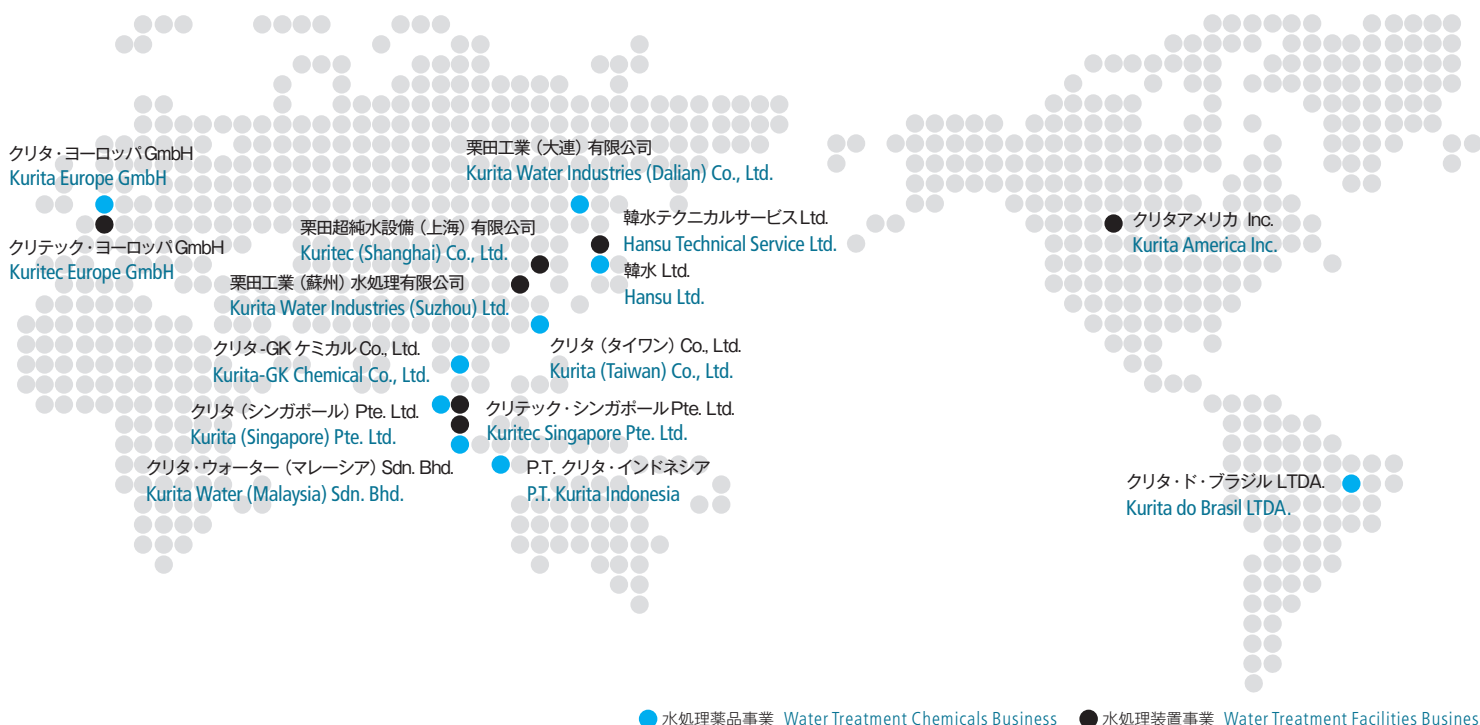 クリタ・ヨーロッパGmbH
Kurita Europe GmbH
クリテック・ヨーロッパGmbH
Kuritec Europe GmbH
栗田工業（大連）有限公司
Kurita Water Industries (Dalian) Co., Ltd.
栗田超純水設備（上海）有限公司
Kuritec (Shanghai) Co., Ltd.
栗田工業（蘇州）水処理有限公司
Kurita Water Industries (Suzhou) Ltd.
韓水テクニカルサービスLtd.
Hansu Technical Service Ltd.
韓水 Ltd.
Hansu Ltd.
クリタ-GK ケミカル Co., Ltd.
Kurita-GK Chemical Co., Ltd.
クリタ（タイワン）Co., Ltd.
Kurita (Taiwan) Co., Ltd.
クリタ（シンガポール）Pte. Ltd.
Kurita (Singapore) Pte. Ltd.
クリテック・シンガポールPte. Ltd.
Kuritec Singapore Pte. Ltd.
クリタ・ウォーター（マレーシア）Sdn. Bhd.
Kurita Water (Malaysia) Sdn. Bhd.
P.T. クリタ・インドネシア
P.T. Kurita Indonesia
クリタアメリカ Inc.
Kurita America Inc.
クリタ・ド・ブラジル LTDA.
Kurita do Brasil LTDA.
水処理薬品事業 Water Treatment Chemicals Business
水処理装置事業 Water Treatment Facilities Busines